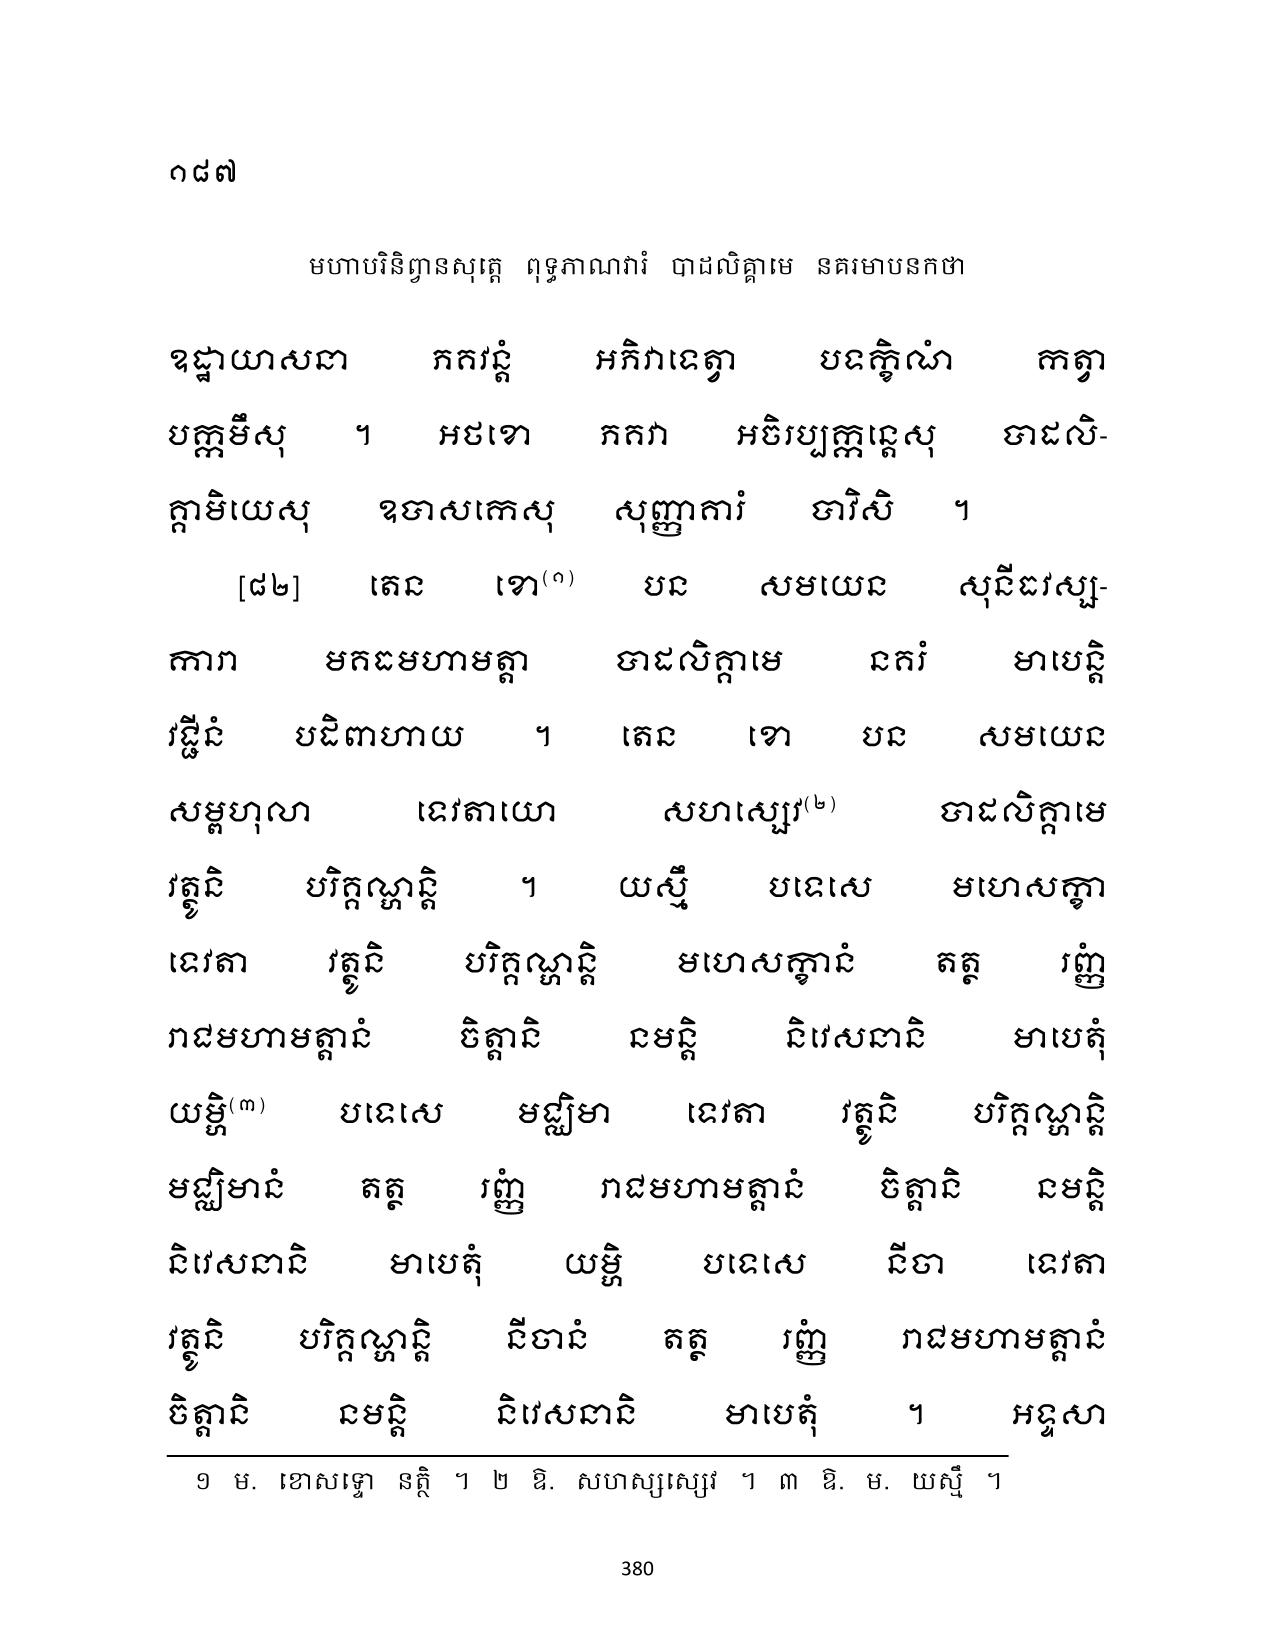 ១៨៧
មហាបរិនិព្វានសុត្តេ ពុទ្ធភាណវារំ បាដលិគ្គាមេ នគរមាបនកថា
ឧដ្ឋាយាសនា ភគវន្តំ អភិវាទេត្វា បទក្ខិណំ កត្វា
បក្កមឹសុ ។ អថខោ ភគវា អចិរប្បក្កន្តេសុ បាដលិ-
គ្គាមិយេសុ ឧបាសកេសុ សុញ្ញាគារំ បាវិសិ ។
[៨២] តេន ខោ(១) បន សមយេន សុនីធវស្ស-
ការា មគធមហាមត្តា បាដលិគ្គាមេ នគរំ មាបេន្តិ
វជ្ជីនំ បដិពាហាយ ។ តេន ខោ បន សមយេន
សម្ពហុលា ទេវតាយោ សហស្សេវ(២) បាដលិគ្គាមេ
វត្ថូនិ បរិគ្គណ្ហន្តិ ។ យស្មឹ បទេសេ មហេសក្ខា
ទេវតា វត្ថូនិ បរិគ្គណ្ហន្តិ មហេសក្ខានំ តត្ថ រញ្ញំ
រាជមហាមត្តានំ ចិត្តានិ នមន្តិ និវេសនានិ មាបេតុំ
យម្ហិ(៣) បទេសេ មជ្ឈិមា ទេវតា វត្ថូនិ បរិគ្គណ្ហន្តិ
មជ្ឈិមានំ តត្ថ រញ្ញំ រាជមហាមត្តានំ ចិត្តានិ នមន្តិ
និវេសនានិ មាបេតុំ យម្ហិ បទេសេ នីចា ទេវតា
វត្ថូនិ បរិគ្គណ្ហន្តិ នីចានំ តត្ថ រញ្ញំ រាជមហាមត្តានំ
ចិត្តានិ នមន្តិ និវេសនានិ មាបេតុំ ។ អទ្ទសា
១ ម. ខោសទ្ទោ នត្ថិ ។ ២ ឱ. សហស្សស្សេវ ។ ៣ ឱ. ម. យស្មឹ ។
380